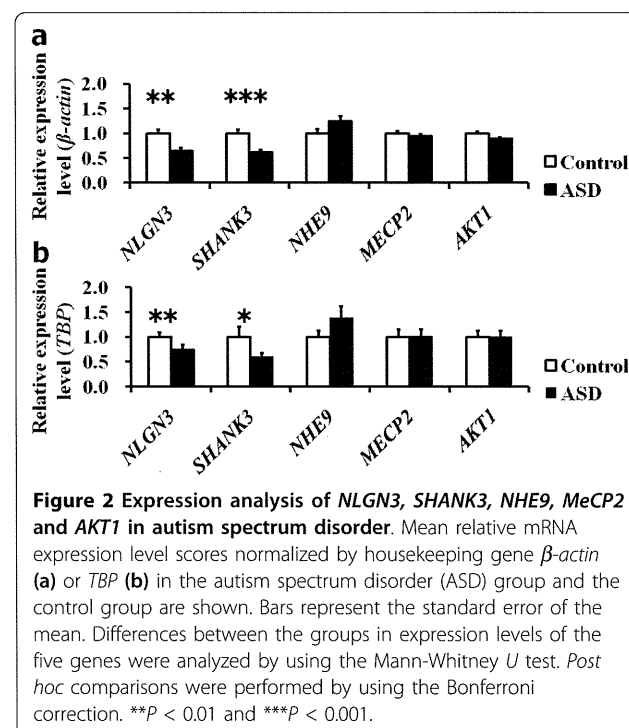 a
Relative expression
level (β-actin)
2.0
1.5
1.0
0.5
0.0
** ***
Control
ASD
NLGN3 SHANK3 NHE9 MECP2 AKT1
b
Relative expression
level (TBP)
2.0
1.5
1.0
0.5
0.0
** *
Control
ASD
NLGN3 SHANK3 NHE9 MECP2 AKT1
Figure 2 Expression analysis of NLGN3, SHANK3, NHE9, MeCP2
and AKT1 in autism spectrum disorder. Mean relative mRNA
expression level scores normalized by housekeeping gene β-actin
(a) or TBP (b) in the autism spectrum disorder (ASD) group and the
control group are shown. Bars represent the standard error of the
mean. Differences between the groups in expression levels of the
five genes were analyzed by using the Mann-Whitney U test. Post
hoc comparisons were performed by using the Bonferroni
correction. **P < 0.01 and ***P < 0.001.